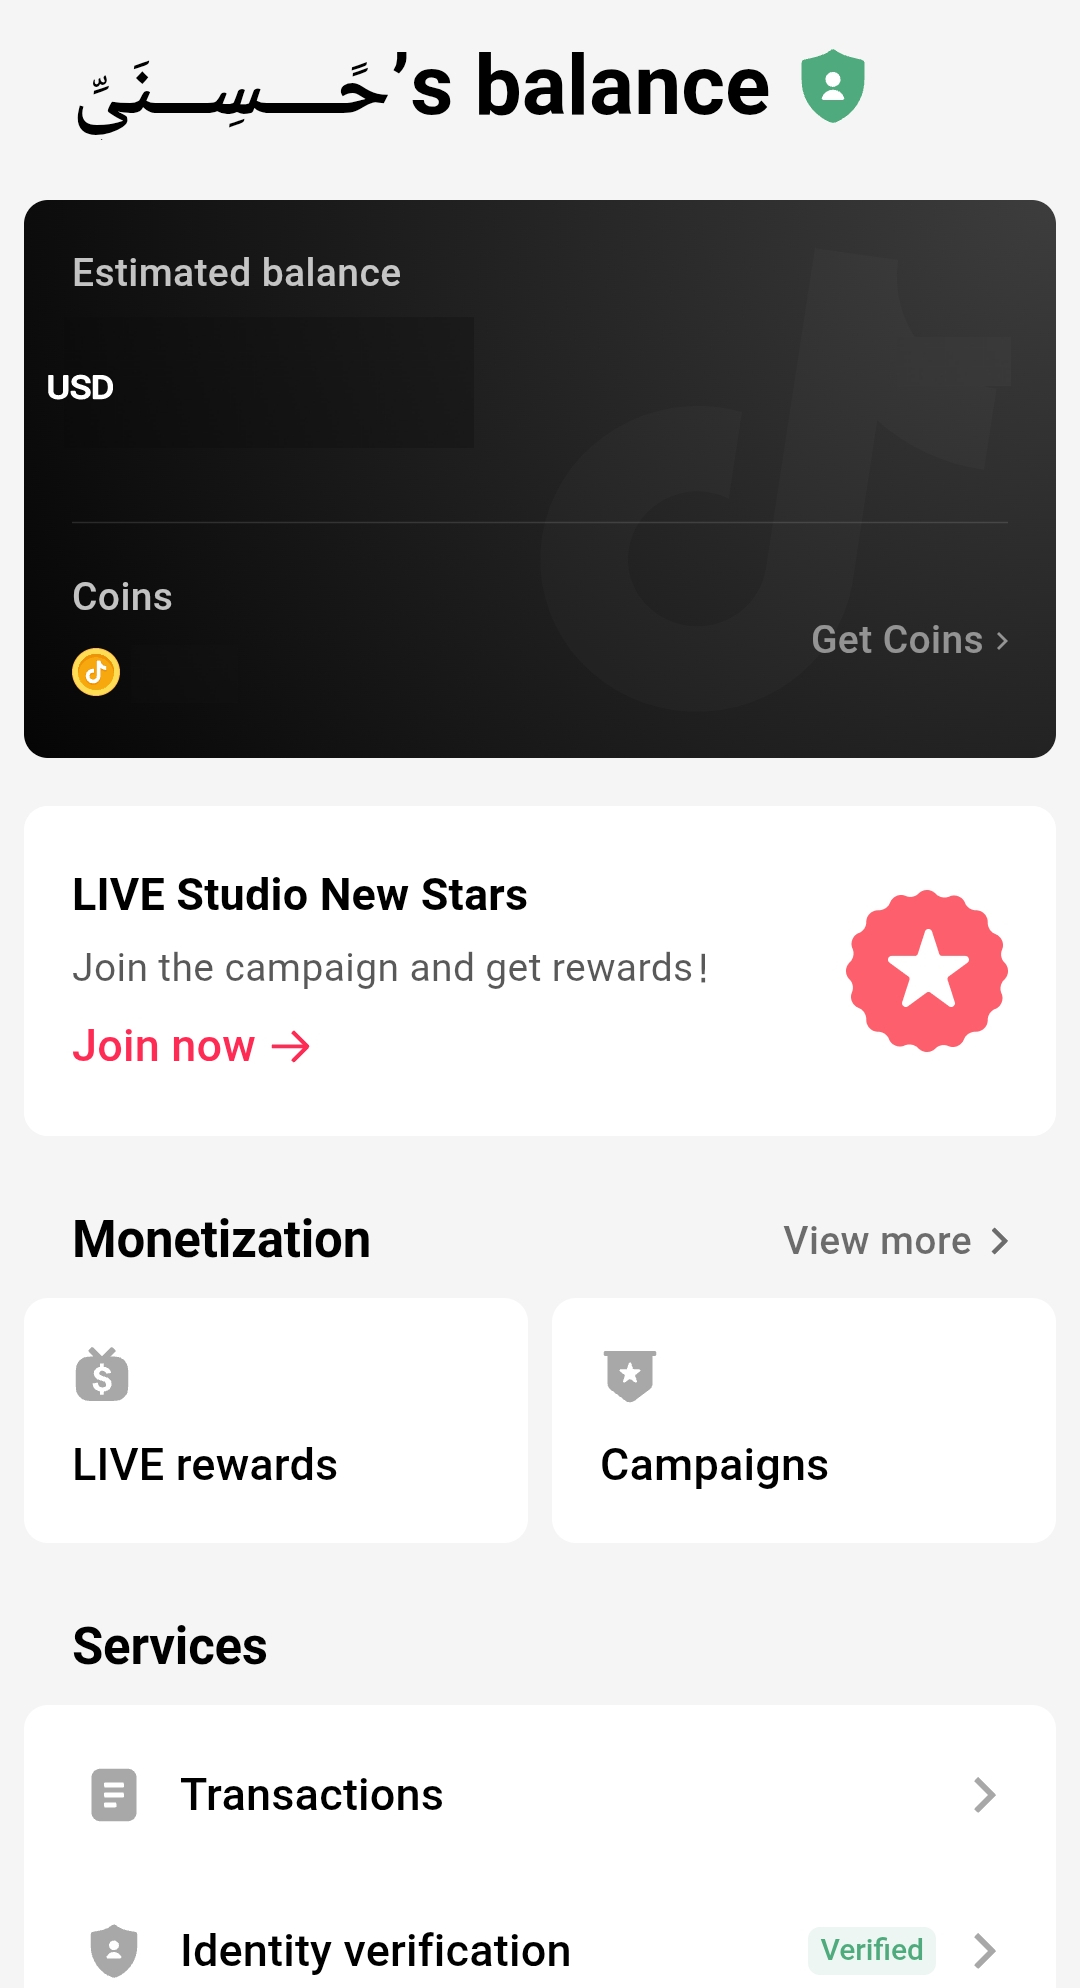 حًـــسِـــنَيٍّ’s balance
Estimated balance
USD
Coins
Get Coins
LIVE Studio New Stars
Join the campaign and get rewards!
Join now →
Monetization
View more
LIVE rewards
Campaigns
Services
Transactions
Identity verification
Verified